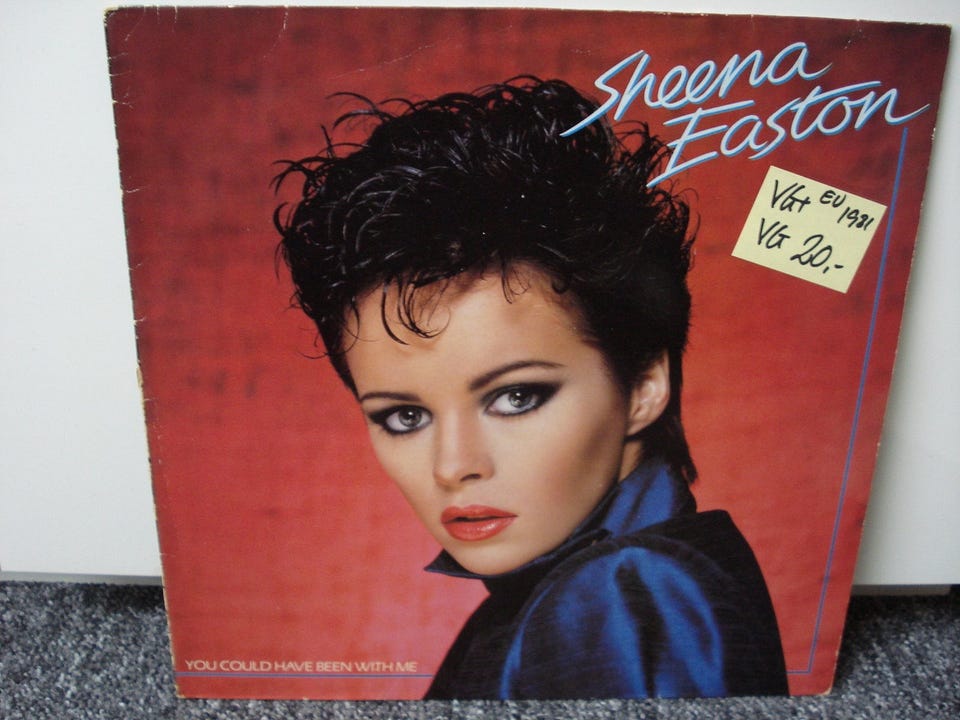 Sheena
Easton
VG+ EU 1981
VG 20,-
YOU COULD HAVE BEEN WITH ME